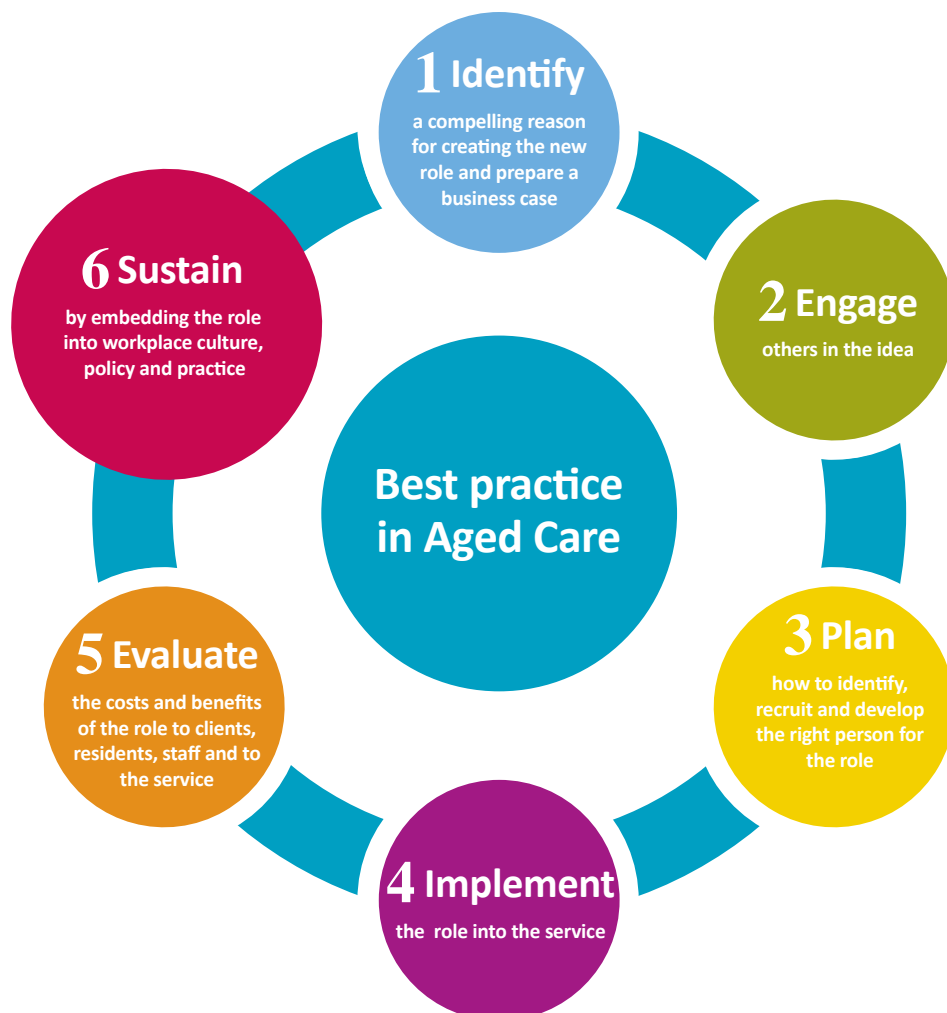 1 Identify
a compelling reason
for creating the new
role and prepare a
business case
2 Engage
others in the idea
3 Plan
how to identify,
recruit and develop
the right person for
the role
4 Implement
the role into the service
5 Evaluate
the costs and benefits
of the role to clients,
residents, staff and to
the service
6 Sustain
by embedding the role
into workplace culture,
policy and practice
Best practice
in Aged Care